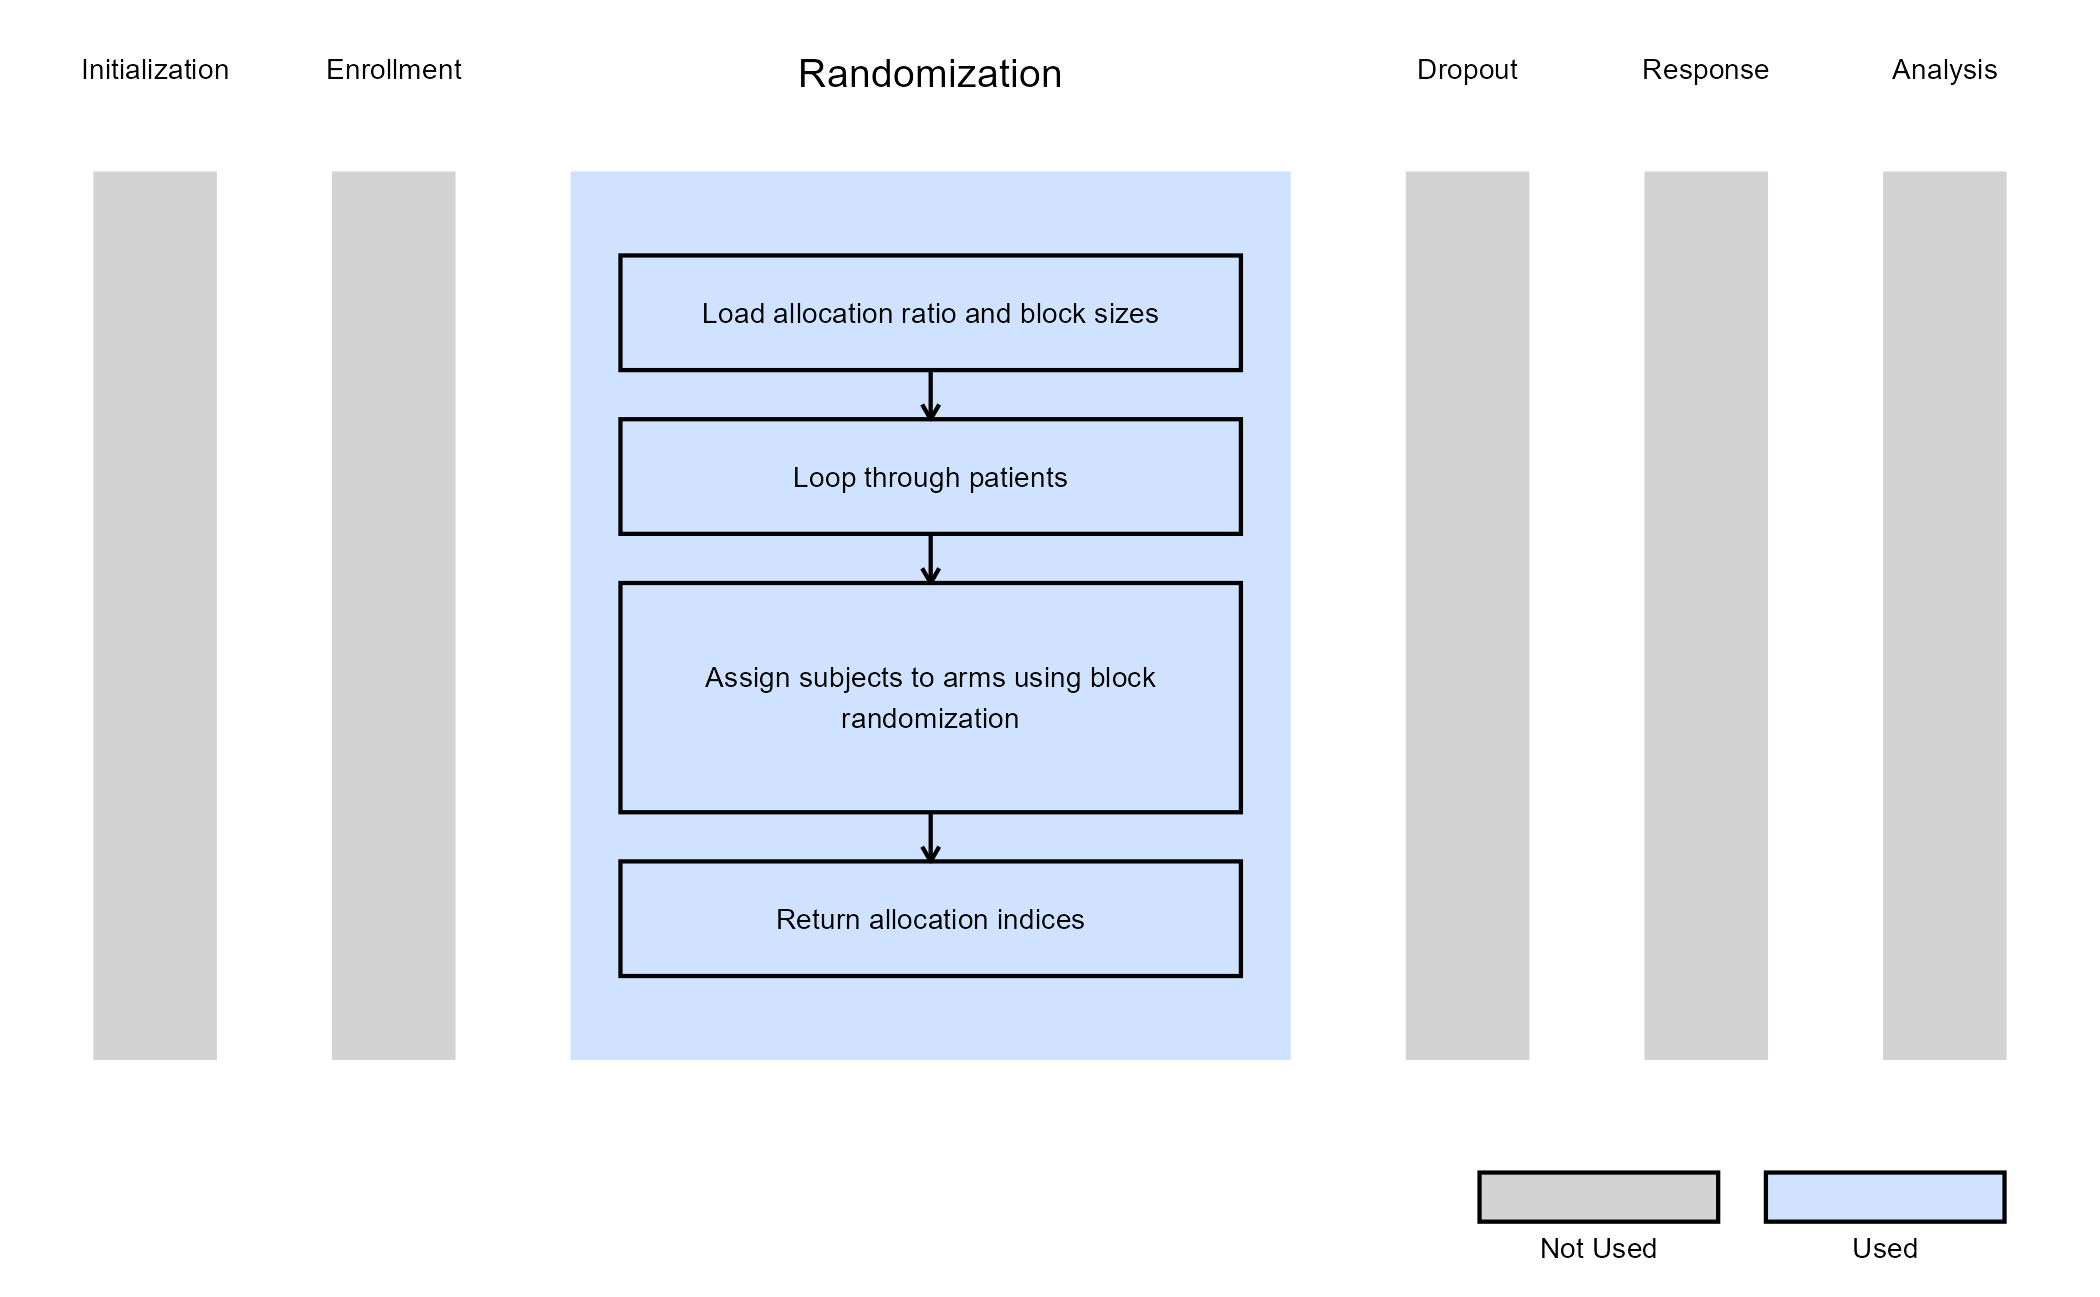 Initialization
Enrollment
Randomization
Dropout
Response
Analysis
Load allocation ratio and block sizes
Loop through patients
Assign subjects to arms using block
randomization
Return allocation indices
Not Used
Used